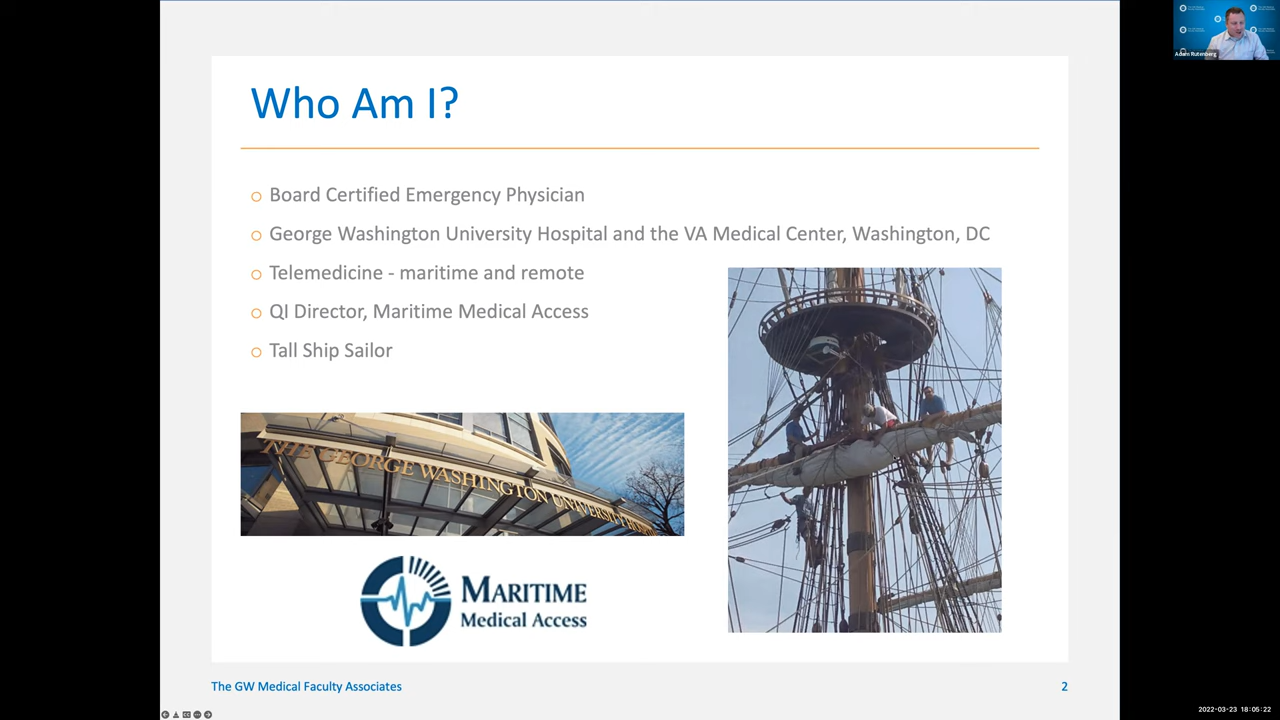 Adam Rutenberg
Who Am I?
Board Certified Emergency Physician
George Washington University Hospital and the VA Medical Center, Washington, DC
Telemedicine - maritime and remote
QI Director, Maritime Medical Access
Tall Ship Sailor
THE GEORGE WASHINGTON UNIVERSITY
MARITIME
Medical Access
The GW Medical Faculty Associates
2
2022-03-23 18:05:22